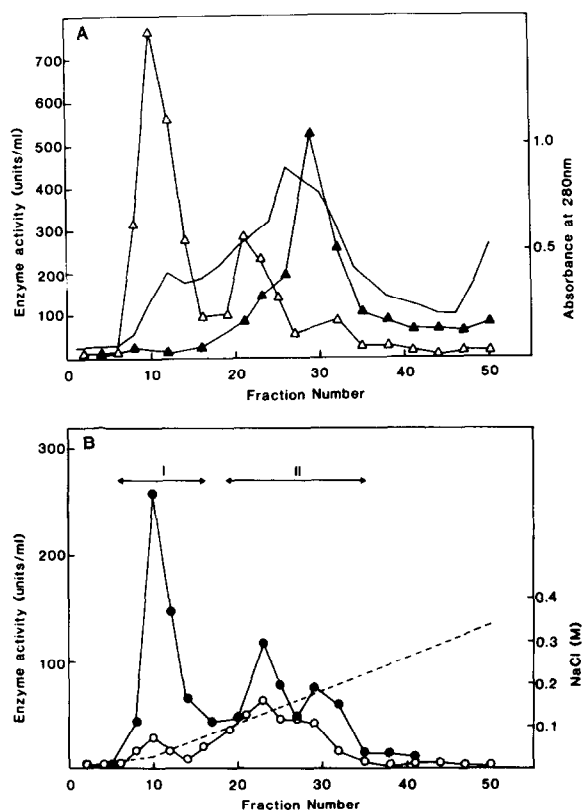 A
700
600
500
400
300
200
100
Enzyme activity (units/ml)
1.0
0.5
Absorbance at 280nm
0 10 20 30 40 50
Fraction Number
B
I II
300
200
100
Enzyme activity (units/ml)
0.4
0.3
0.2
0.1
NaCl (M)
0 10 20 30 40 50
Fraction Number